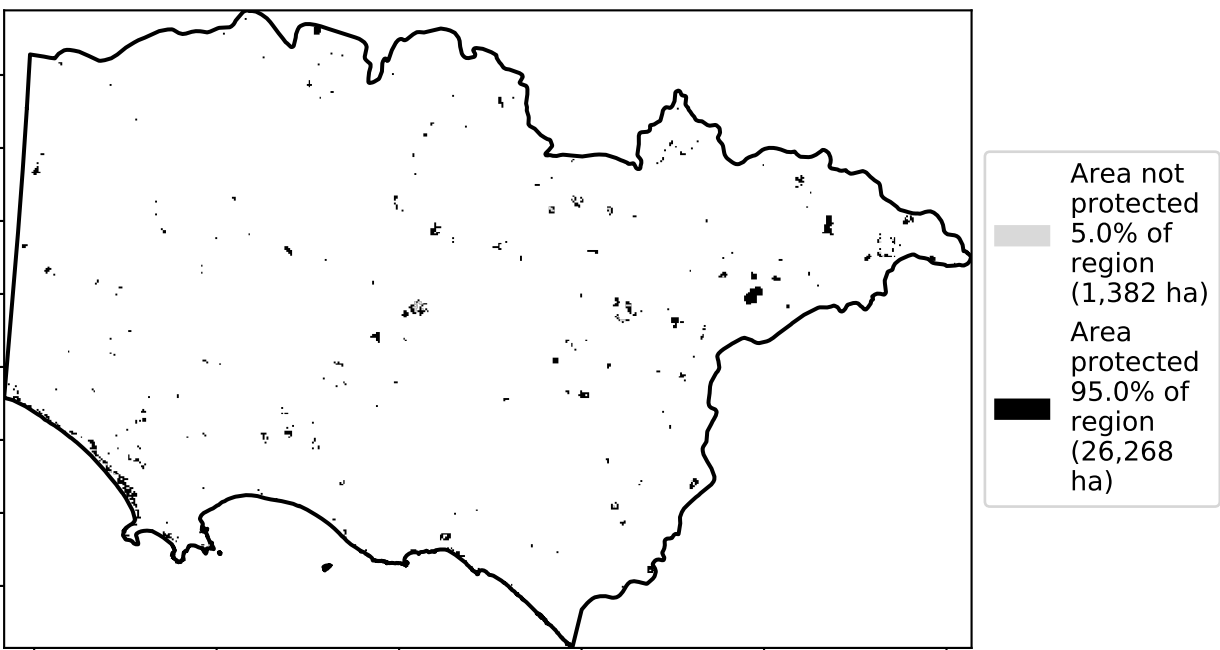 Area not
protected
5.0% of
region
(1,382 ha)
Area
protected
95.0% of
region
(26,268
ha)